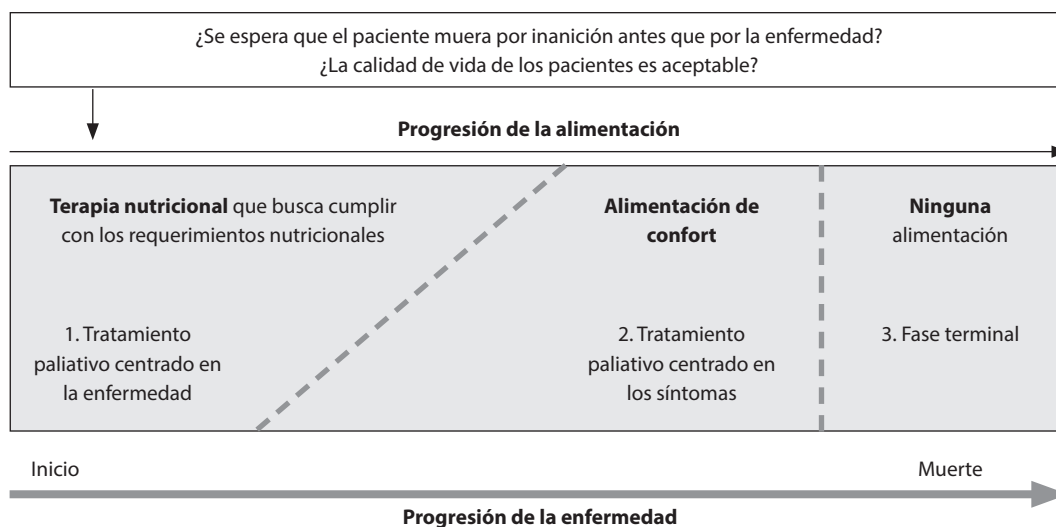 ¿Se espera que el paciente muera por inanición antes que por la enfermedad?
¿La calidad de vida de los pacientes es aceptable?
Progresión de la alimentación
Terapia nutricional que busca cumplir
con los requerimientos nutricionales
Alimentación de
confort
Ninguna
alimentación
1. Tratamiento
paliativo centrado en
la enfermedad
2. Tratamiento
paliativo centrado en
los síntomas
3. Fase terminal
Inicio
Muerte
Progresión de la enfermedad